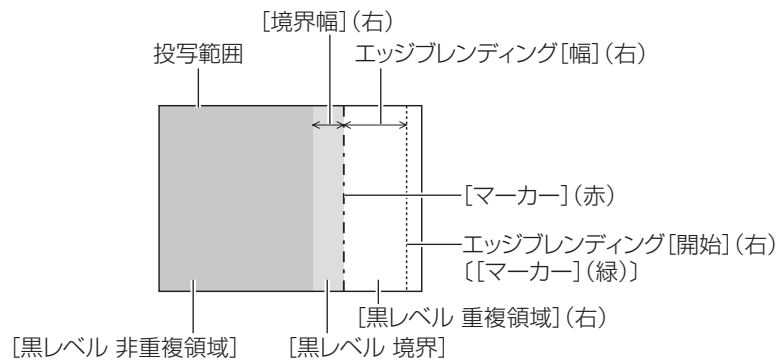 [境界幅](右)
投写範囲
エッジブレンディング[幅](右)
[マーカー](赤)
エッジブレンディング[開始](右)
〔[マーカー](緑)〕
[黒レベル 重複領域](右)
[黒レベル 非重複領域]
[黒レベル 境界]